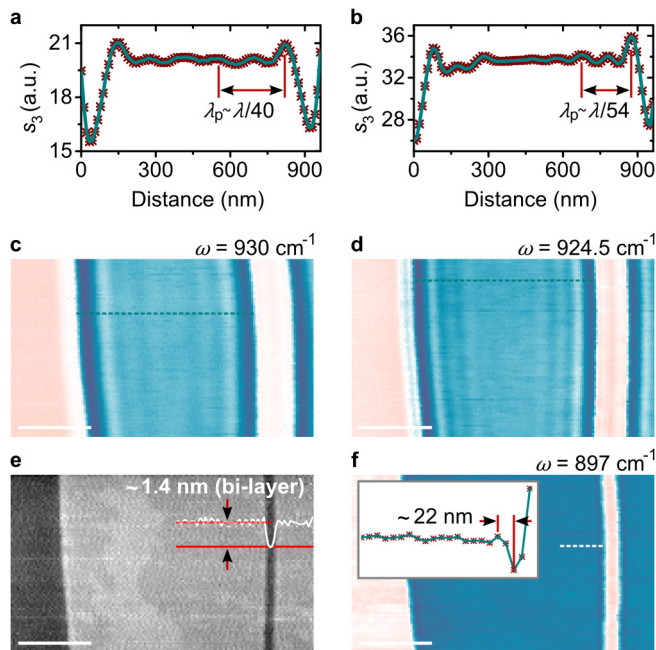 a
b
21
18
15
s₃ (a.u.)
λₚ~ λ/40
0
300
600
900
Distance (nm)
36
32
28
24
s₃ (a.u.)
λₚ~ λ/54
0
300
600
900
Distance (nm)
c
ω = 930 cm⁻¹
d
ω = 924.5 cm⁻¹
e
~1.4 nm (bi-layer)
f
ω = 897 cm⁻¹
~ 22 nm